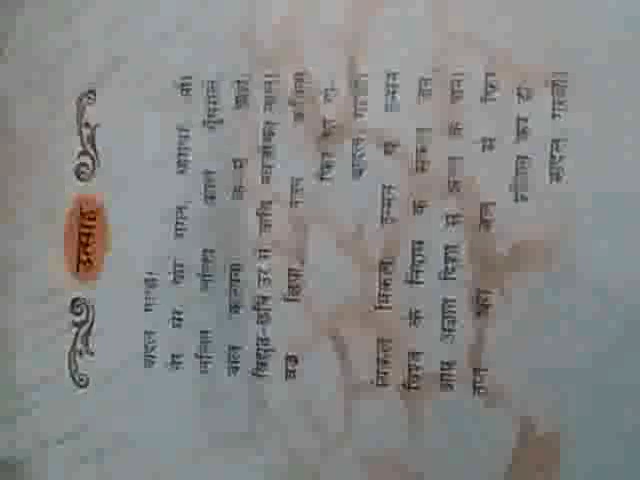 उत्साह
बादल, गरजो!
घेर घेर घोर गगन, धाराधर ओ!
ललित ललित, काले
बाल कल्पना के-से
विद्युत-छबि उर में, कवि, नवजीवन वाले!
वज्र छिपा, नूतन कविता
फिर भर दो-
बादल गरजो!
विकल विकल, उन्मन थे उन्मन
विश्व के निदाघ के सकल जन,
आए अज्ञात दिशा से अनंत के घन!
तप्त धरा, जल से फिर
शीतल कर दो-
बादल, गरजो!